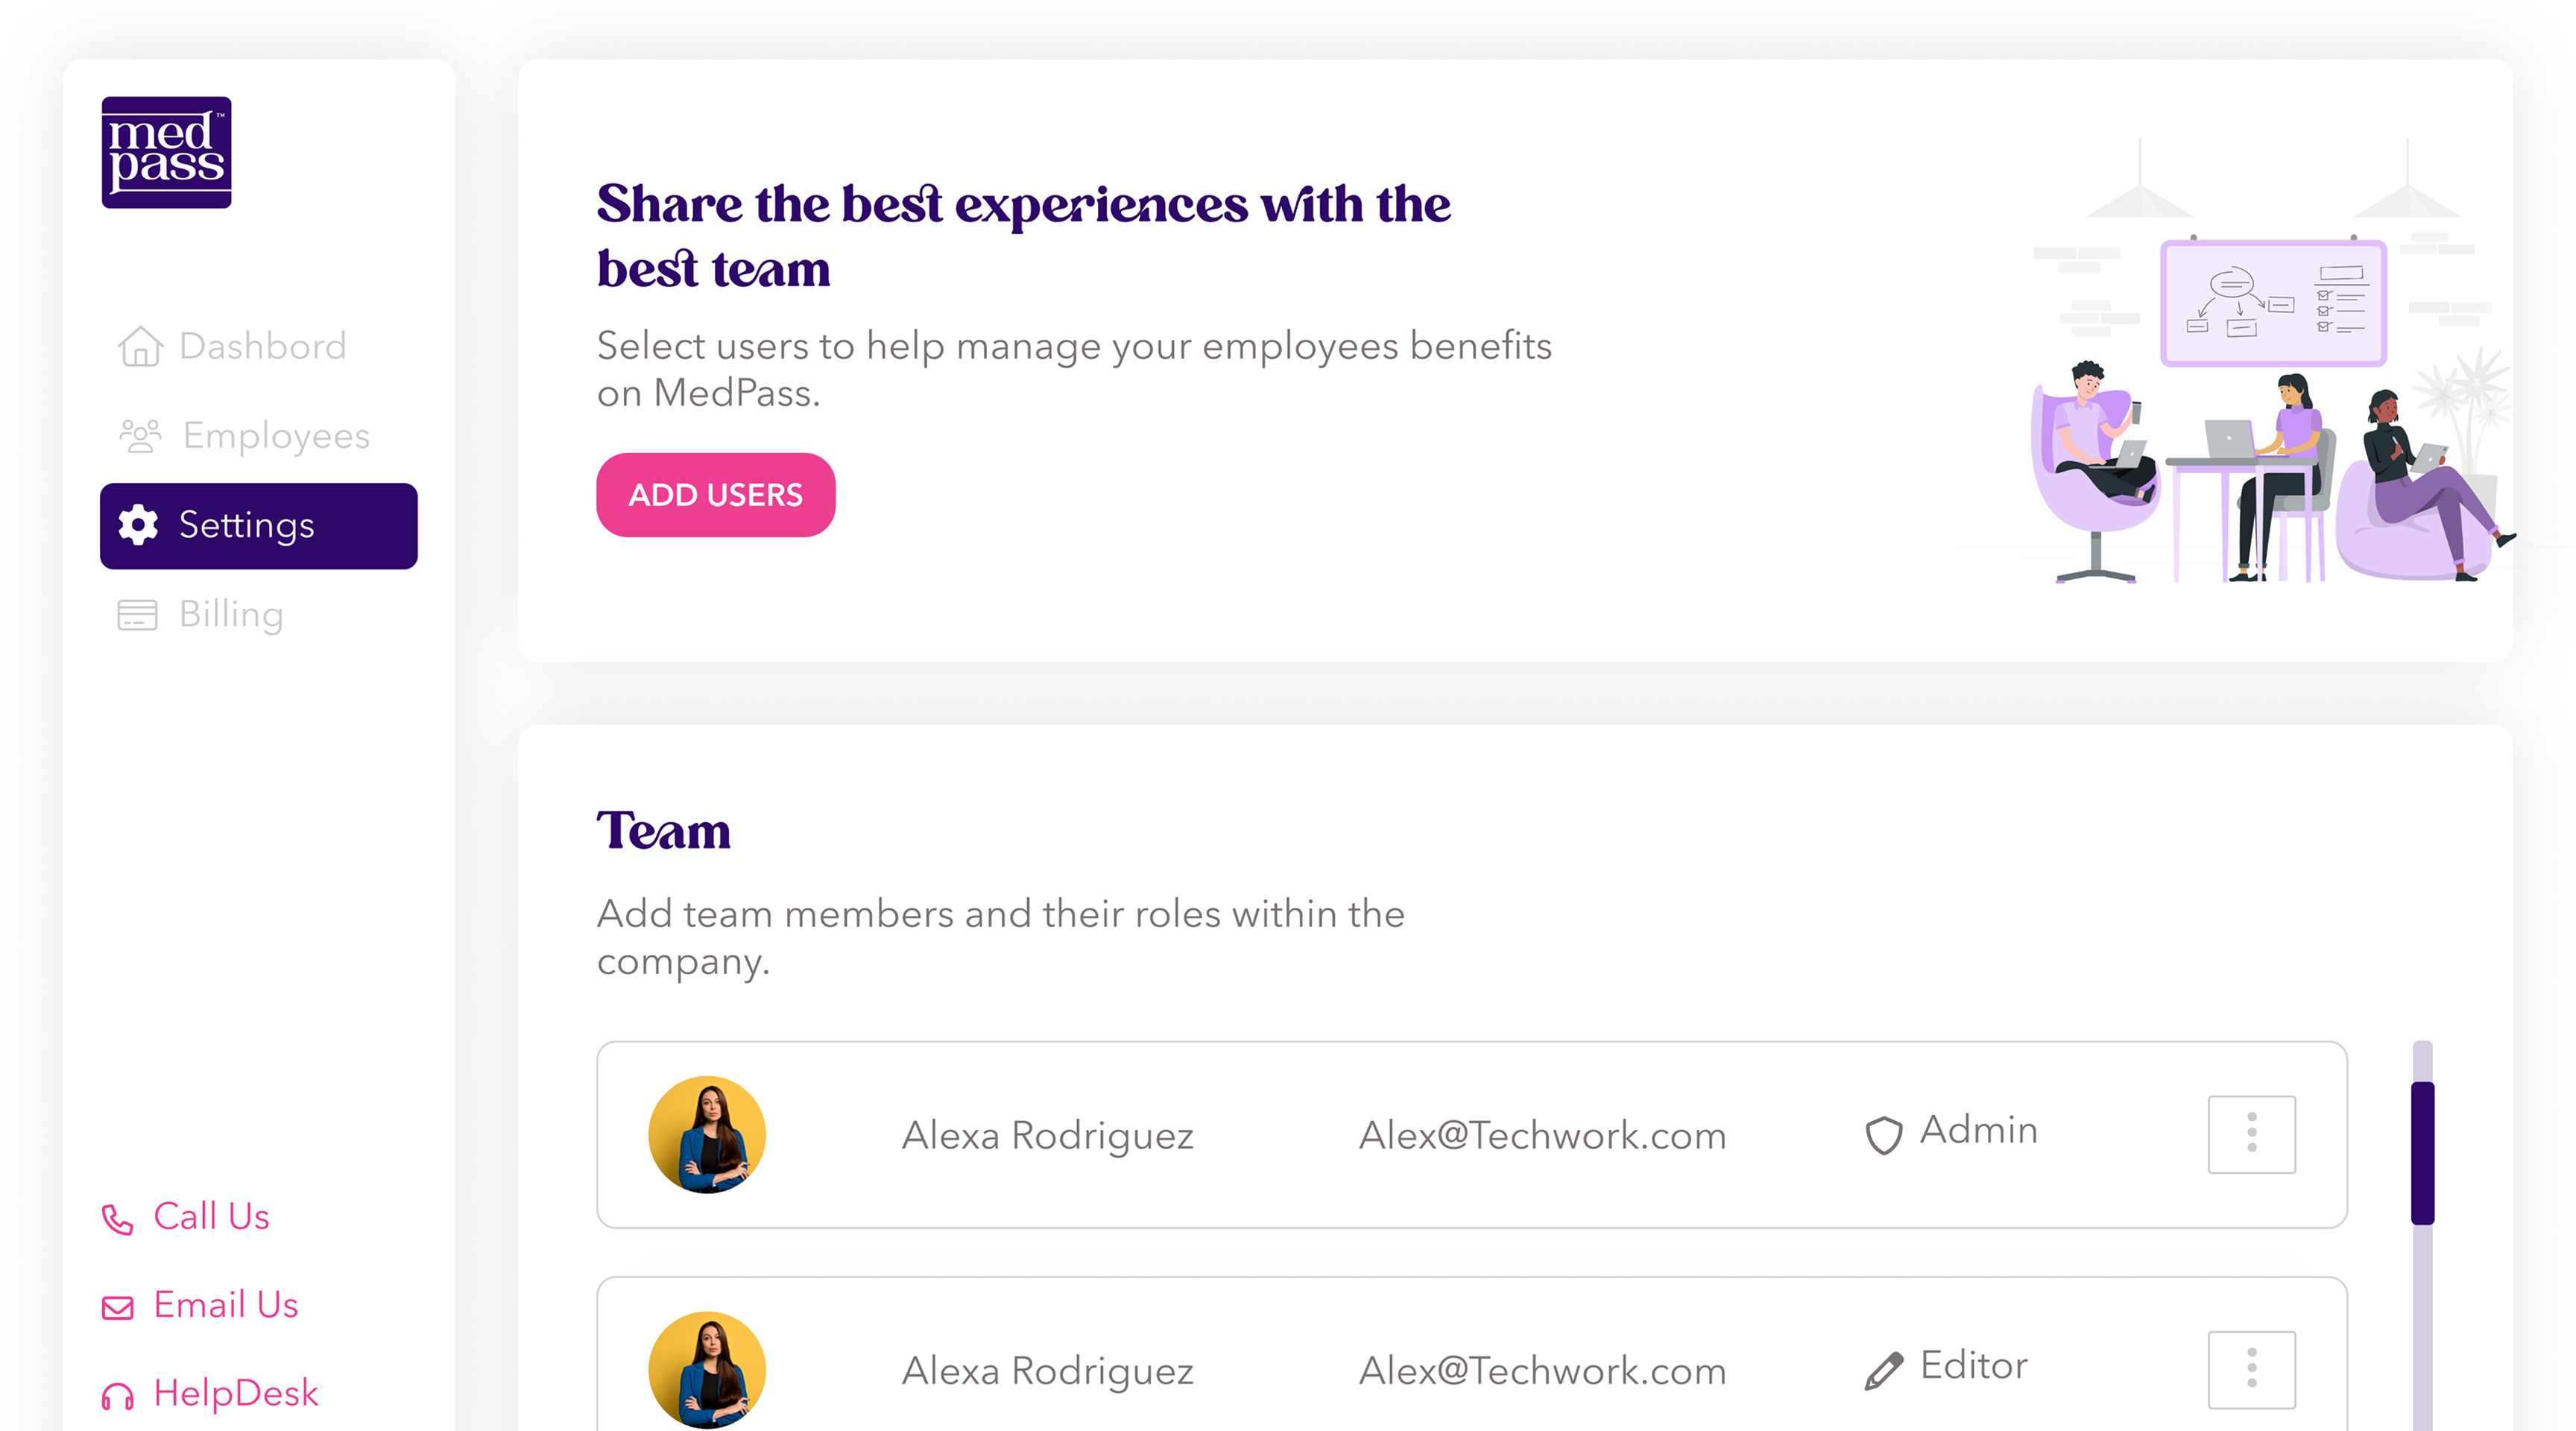 med™
pass
Dashbord
Employees
Settings
Billing
Call Us
Email Us
HelpDesk
Share the best experiences with the
best team
Select users to help manage your employees benefits
on MedPass.
ADD USERS
Team
Add team members and their roles within the
company.
Alexa Rodriguez Alex@Techwork.com Admin
Alexa Rodriguez Alex@Techwork.com Editor